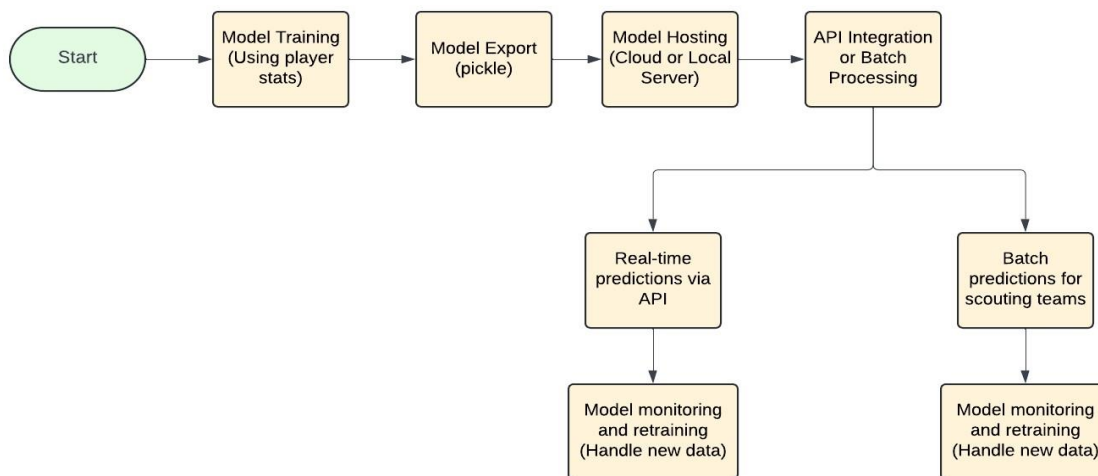 Start
Model Training
(Using player
stats)
Model Export
(pickle)
Model Hosting
(Cloud or Local
Server)
API Integration
or Batch
Processing
Real-time
predictions via
API
Batch
predictions for
scouting teams
Model monitoring
and retraining
(Handle new data)
Model monitoring
and retraining
(Handle new data)